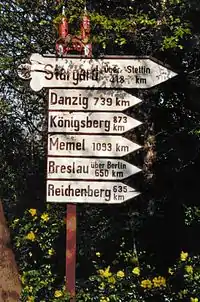 Stargard über Stettin
418 km
Danzig 739 km
Königsberg 873
km
Memel 1093 km
Breslau über Berlin
650 km
Reichenberg 635
km